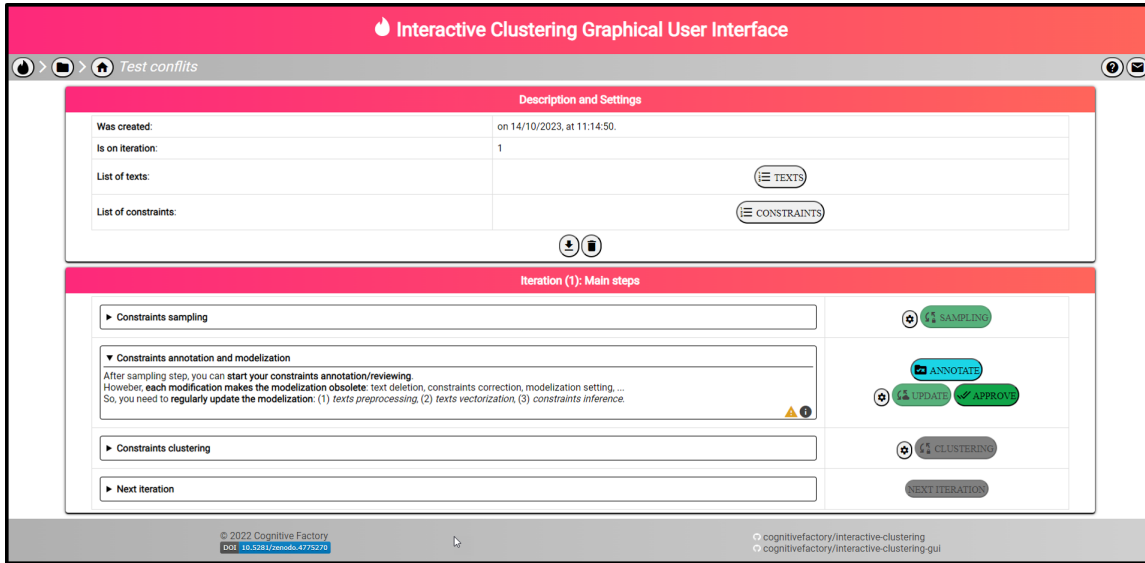 Interactive Clustering Graphical User Interface
Test conflits
Description and Settings
Was created: on 14/10/2023, at 11:14:50.
Is on iteration: 1
List of texts: TEXTS
List of constraints: CONSTRAINTS
Iteration (1): Main steps
Constraints sampling
SAMPLING
Constraints annotation and modelization
After sampling step, you can start your constraints annotation/reviewing.
Howeber, each modification makes the modelization obsolete: text deletion, constraints correction, modelization setting, ...
So, you need to regularly update the modelization: (1) texts preprocessing, (2) texts vectorization, (3) constraints inference.
ANNOTATE
UPDATE APPROVE
Constraints clustering
CLUSTERING
Next iteration
NEXT ITERATION
© 2022 Cognitive Factory
DOI 10.5281/zenodo.4775270
cognitivefactory/interactive-clustering
cognitivefactory/interactive-clustering-gui